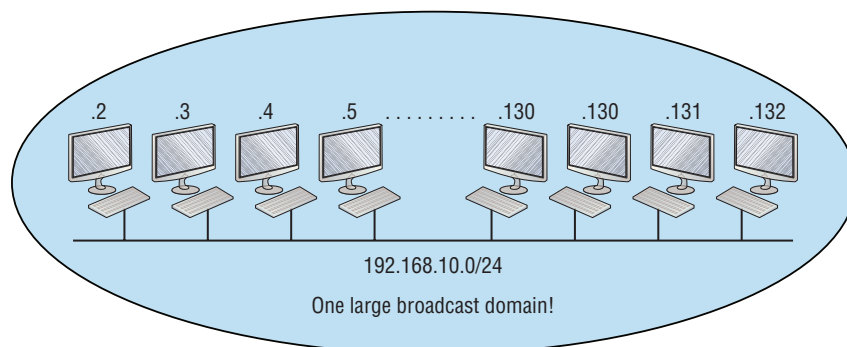 .2 .3 .4 .5 . . . . . . . . . .130 .130 .131 .132
192.168.10.0/24
One large broadcast domain!